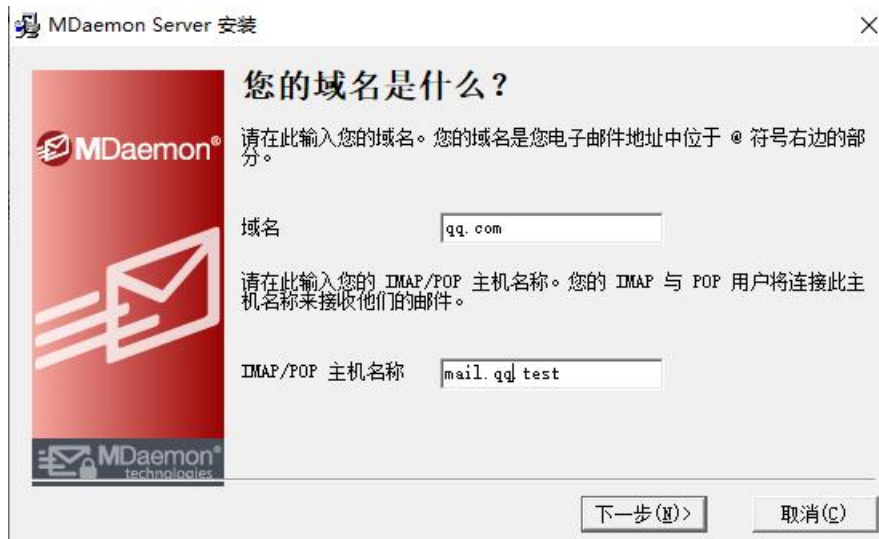 MDaemon Server 安装
您的域名是什么？
MDaemon®
请在此输入您的域名。您的域名是您电子邮件地址中位于 @ 符号右边的部
分。
域名
qq.com
请在此输入您的 IMAP/POP 主机名称。您的 IMAP 与 POP 用户将连接此主
机名称来接收他们的邮件。
IMAP/POP 主机名称
mail.qq.test
MDaemon®
technologies
下一步(N)>
取消(C)